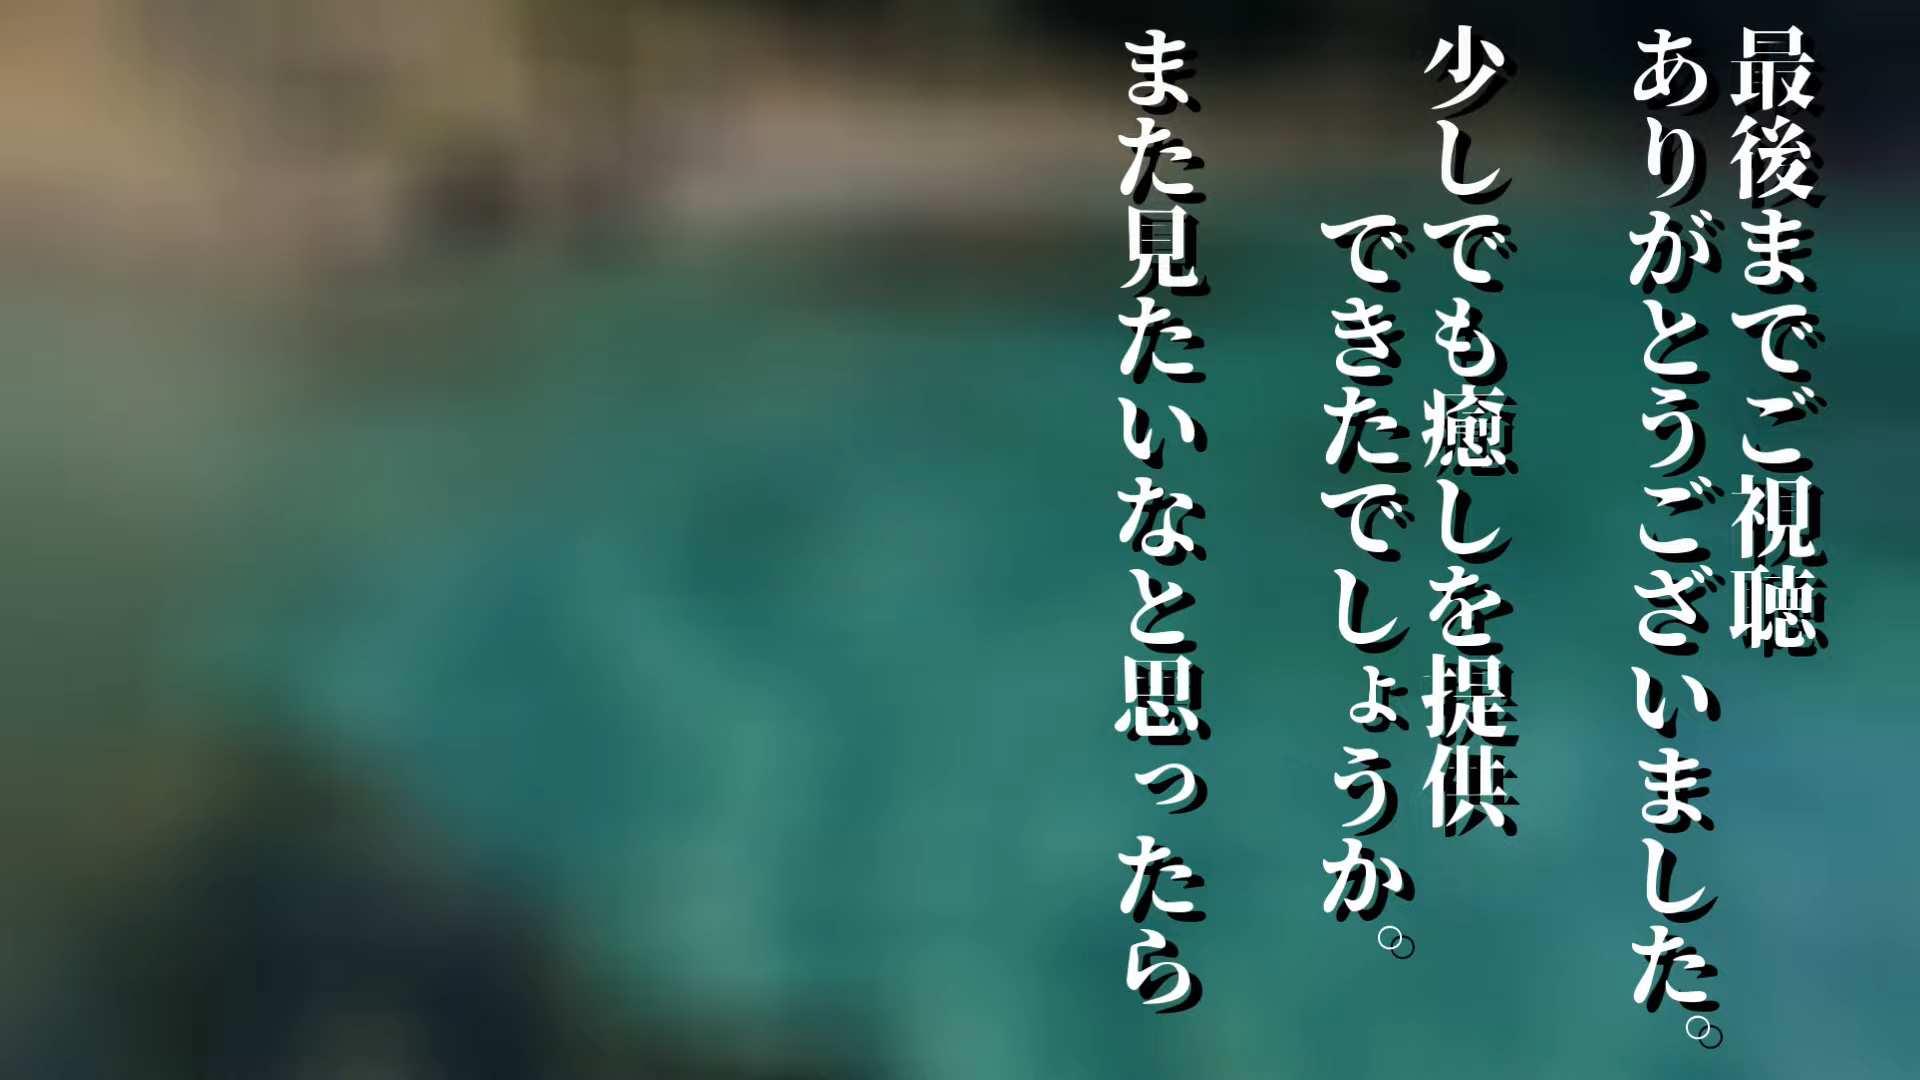 最後までご視聴
ありがとうございました。
少しでも癒しを提供
できたでしょうか。
また見たいなと思ったら